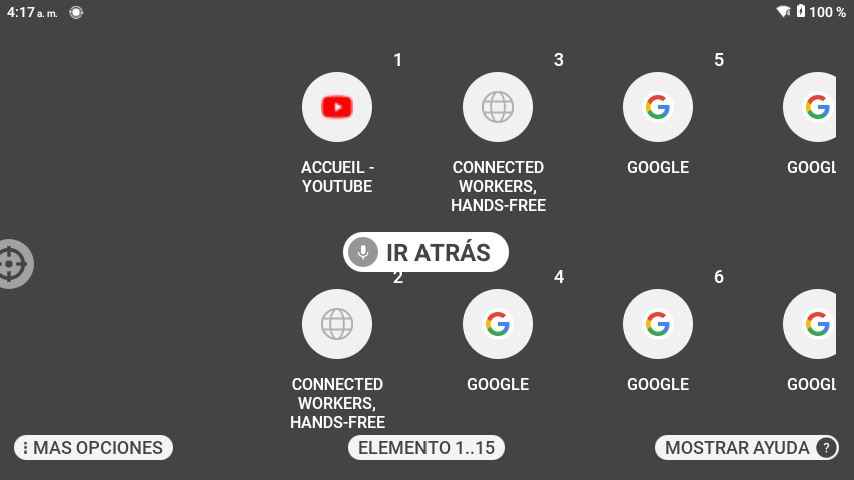 4:17 a. m.
100 %
1
3
5
ACCUEIL -
YOUTUBE
CONNECTED
WORKERS,
HANDS-FREE
GOOGLE
GOOGL
IR ATRÁS
2
4
6
CONNECTED
WORKERS,
HANDS-FREE
GOOGLE
GOOGLE
GOOGL
MAS OPCIONES
ELEMENTO 1..15
MOSTRAR AYUDA ?